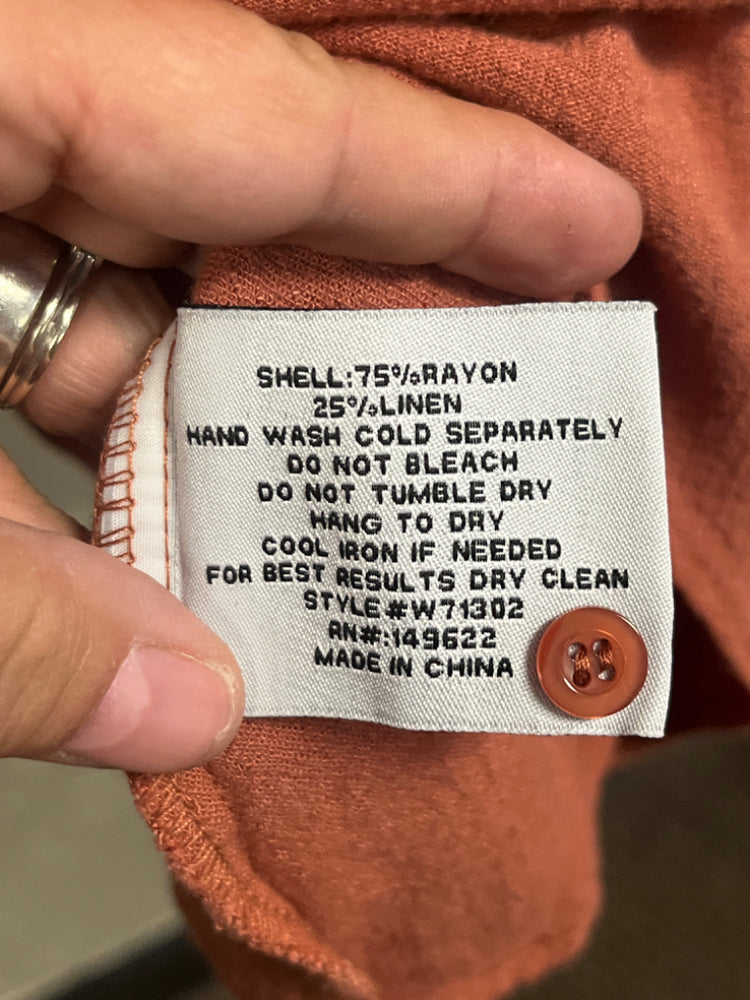 SHELL:75%RAYON
25%LINEN
HAND WASH COLD SEPARATELY
DO NOT BLEACH
DO NOT TUMBLE DRY
HANG TO DRY
COOL IRON IF NEEDED
FOR BEST RESULTS DRY CLEAN
STYLE#W71302
RN#:149622
MADE IN CHINA